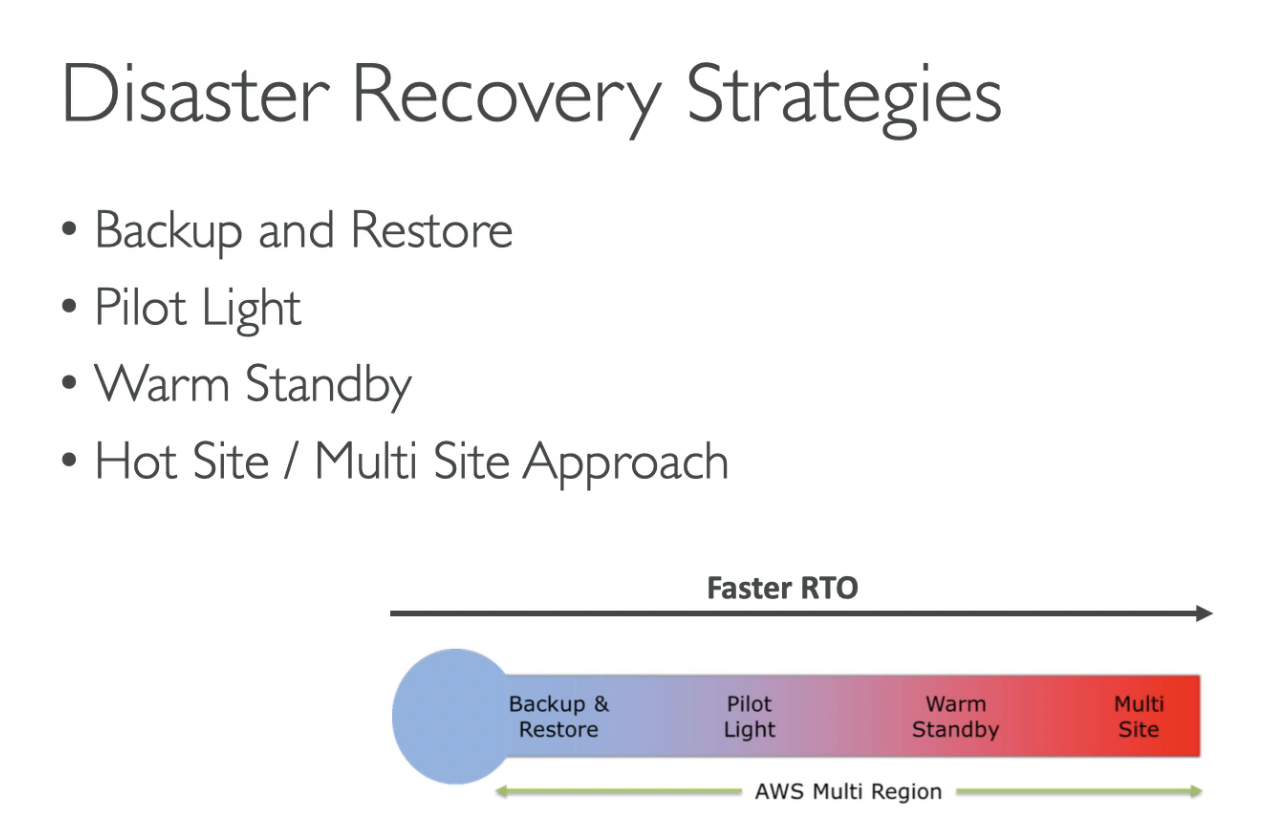 Disaster Recovery Strategies
• Backup and Restore
• Pilot Light
• Warm Standby
• Hot Site / Multi Site Approach
Faster RTO
Backup &
Restore
Pilot
Light
Warm
Standby
Multi
Site
AWS Multi Region